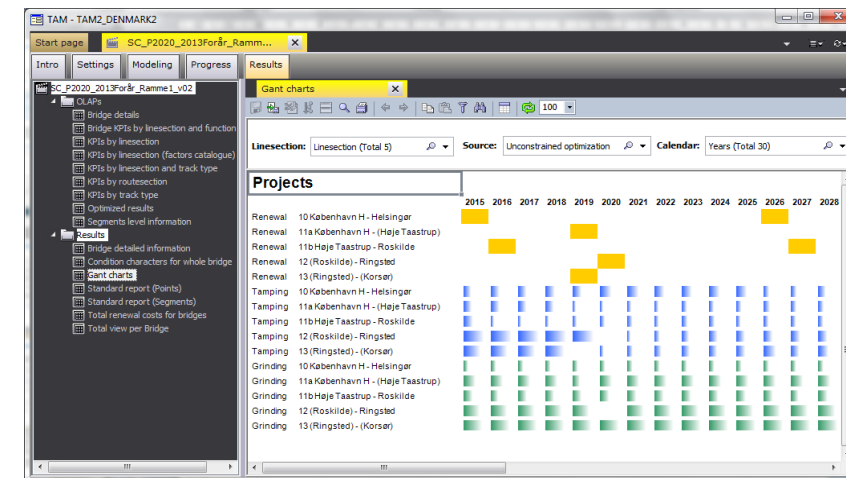 TAM - TAM2_DENMARK2
Start page SC_P2020_2013Forår_Ramm...
Intro Settings Modeling Progress Results
SC_P2020_2013Forår_Ramme1_v02
OLAPs
Bridge details
Bridge KPIs by linesection and function
KPIs by linesection
KPIs by linesection (factors catalogue)
KPIs by linesection and track type
KPIs by routesection
KPIs by track type
Optimized results
Segments level information
Results
Bridge detailed information
Condition characters for whole bridge
Gant charts
Standard report (Points)
Standard report (Segments)
Total renewal costs for bridges
Total view per Bridge
Gant charts
100
Linesection: Linesection (Total 5) Source: Unconstrained optimization Calendar: Years (Total 30)
Projects
2015 2016 2017 2018 2019 2020 2021 2022 2023 2024 2025 2026 2027 2028
Renewal 10 København H - Helsingør
Renewal 11a København H - (Høje Taastrup)
Renewal 11b Høje Taastrup - Roskilde
Renewal 12 (Roskilde) - Ringsted
Renewal 13 (Ringsted) - (Korsør)
Tamping 10 København H - Helsingør
Tamping 11a København H - (Høje Taastrup)
Tamping 11b Høje Taastrup - Roskilde
Tamping 12 (Roskilde) - Ringsted
Tamping 13 (Ringsted) - (Korsør)
Grinding 10 København H - Helsingør
Grinding 11a København H - (Høje Taastrup)
Grinding 11b Høje Taastrup - Roskilde
Grinding 12 (Roskilde) - Ringsted
Grinding 13 (Ringsted) - (Korsør)